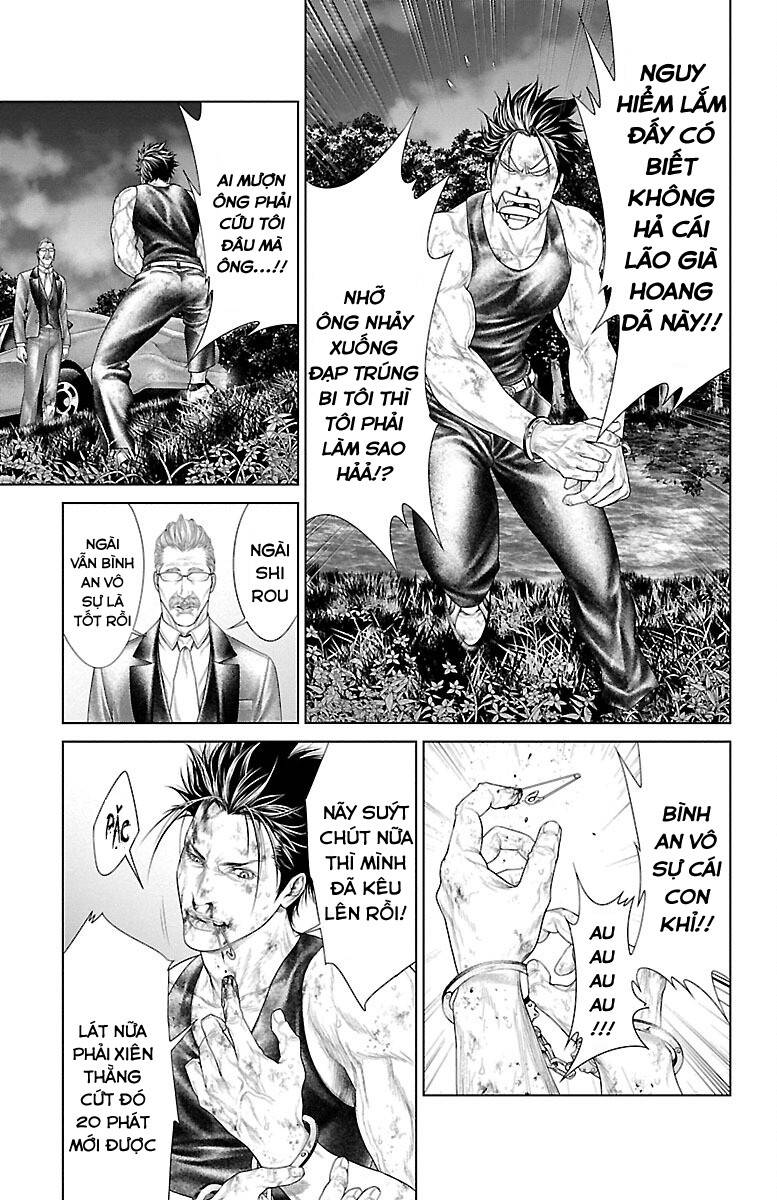 NGUY
HIỂM LẮM
ĐẤY CÓ
BIẾT
KHÔNG
HẢ CÁI
LÃO GIÀ
HOANG
DÃ NÀY!!
NHỠ
ÔNG NHẢY
XUỐNG
ĐẠP TRÚNG
BI TÔI THÌ
TÔI PHẢI
LÀM SAO
HẢẢ!?
AI MƯỢN
ÔNG PHẢI
CỨU TÔI
ĐÂU MÀ
ÔNG...!!
NGÀI
SHI
ROU
NGÀI
VẪN BÌNH
AN VÔ
SỰ LÀ
TỐT RỒI
BÌNH
AN VÔ
SỰ CÁI
CON
KHỈ!!
AU
AU
AU
AU
!!!
NÃY SUÝT
CHÚT NỮA
THÌ MÌNH
ĐÃ KÊU
LÊN RỒI!
PẶC
LÁT NỮA
PHẢI XIÊN
THẰNG
CỨT ĐÓ
20 PHÁT
MỚI ĐƯỢC